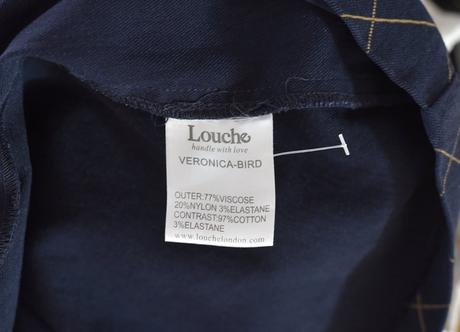 Louche
handle with love
VERONICA-BIRD
OUTER:77%VISCOSE
20%NYLON 3%ELASTANE
CONTRAST:97%COTTON
3%ELASTANE
www.louchelondon.com